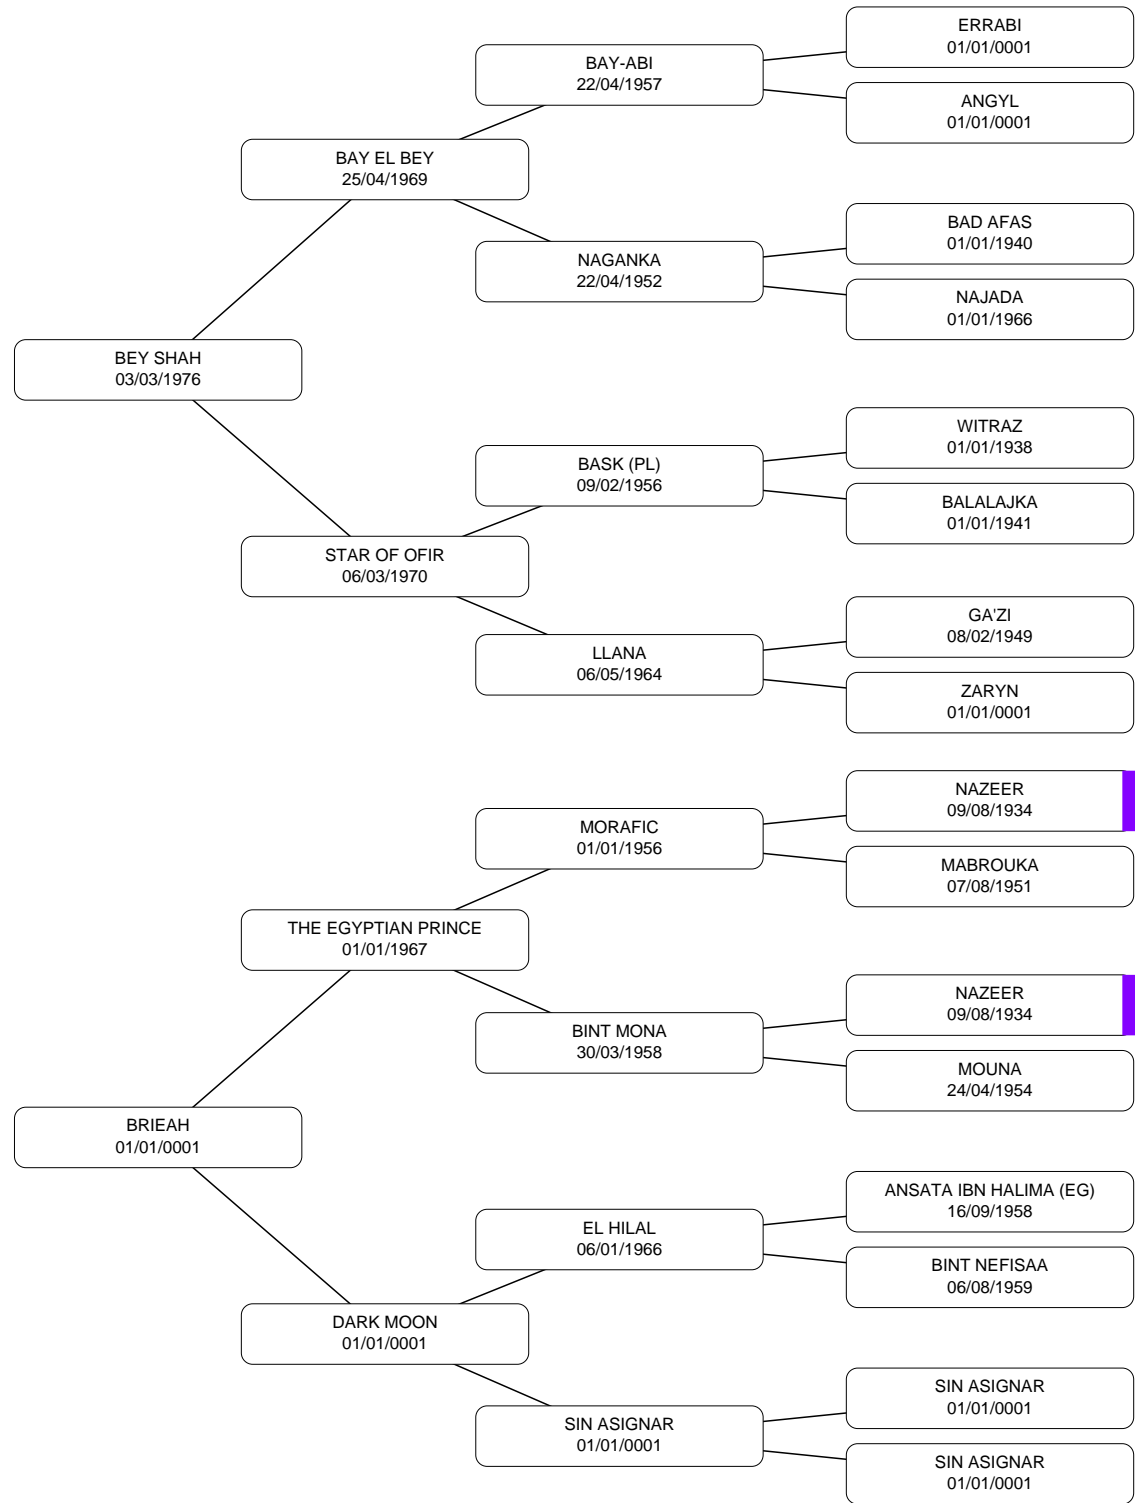 ERRABI
01/01/0001
BAY-ABI
22/04/1957
ANGYL
01/01/0001
BAY EL BEY
25/04/1969
BAD AFAS
01/01/1940
NAGANKA
22/04/1952
NAJADA
01/01/1966
BEY SHAH
03/03/1976
WITRAZ
01/01/1938
BASK (PL)
09/02/1956
BALALAJKA
01/01/1941
STAR OF OFIR
06/03/1970
GA'ZI
08/02/1949
LLANA
06/05/1964
ZARYN
01/01/0001
NAZEER
09/08/1934
MORAFIC
01/01/1956
MABROUKA
07/08/1951
THE EGYPTIAN PRINCE
01/01/1967
NAZEER
09/08/1934
BINT MONA
30/03/1958
MOUNA
24/04/1954
BRIEAH
01/01/0001
ANSATA IBN HALIMA (EG)
16/09/1958
EL HILAL
06/01/1966
BINT NEFISAA
06/08/1959
DARK MOON
01/01/0001
SIN ASIGNAR
01/01/0001
SIN ASIGNAR
01/01/0001
SIN ASIGNAR
01/01/0001